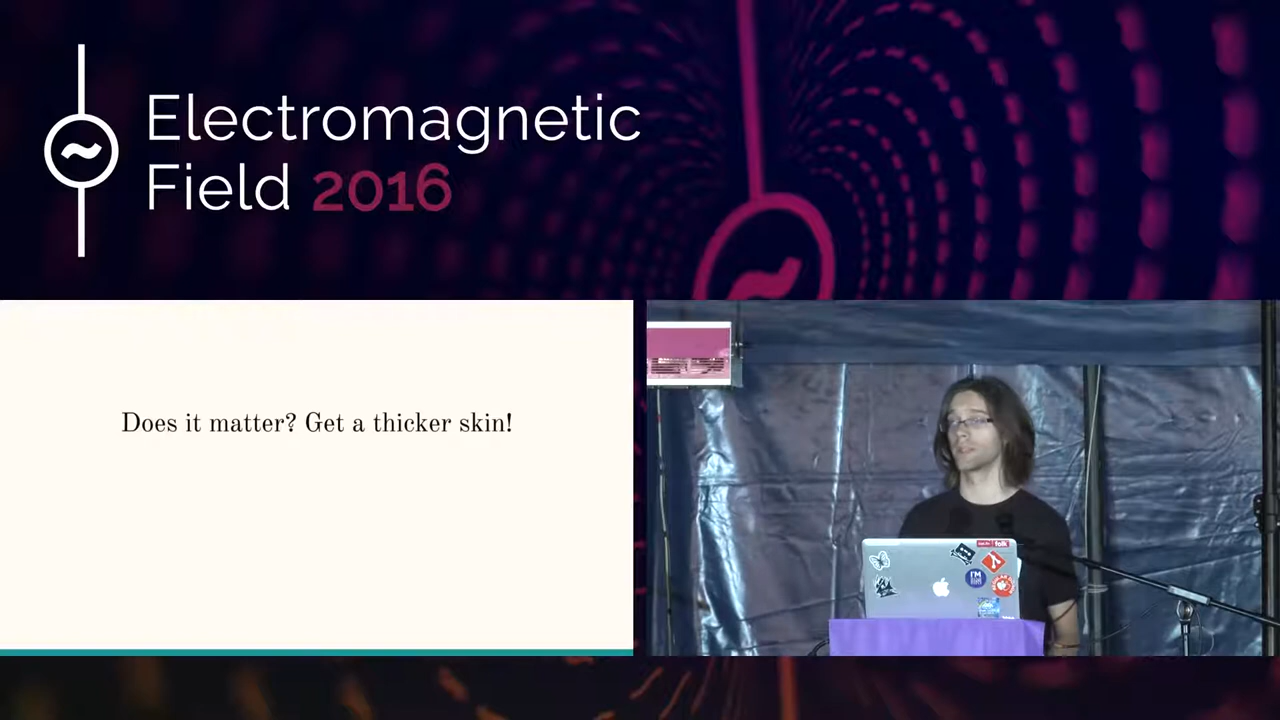 Electromagnetic
Field 2016
Does it matter? Get a thicker skin!
I'M